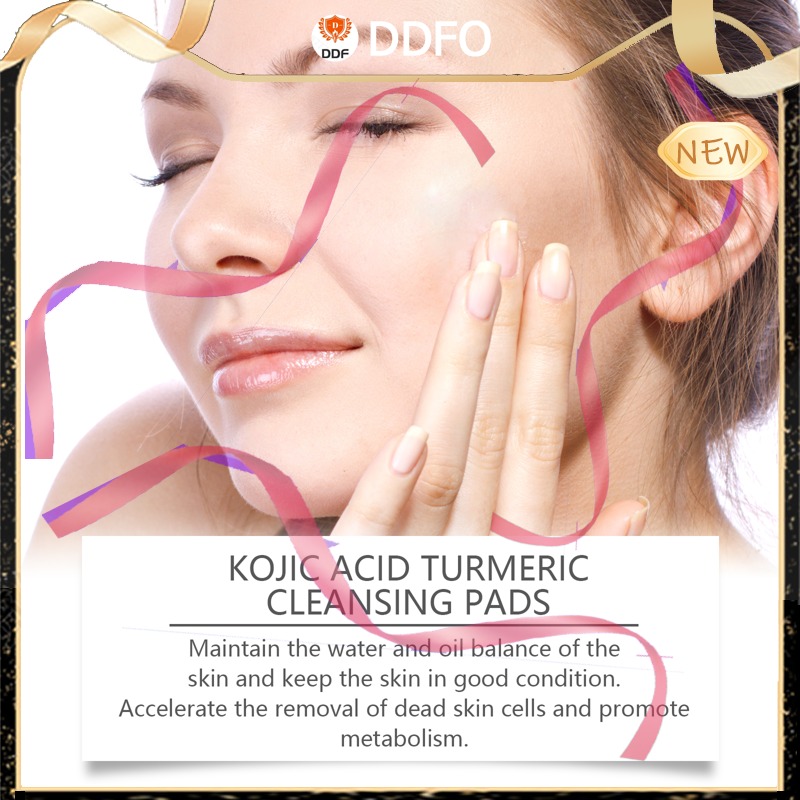 DDF
DDFO
NEW
KOJIC ACID TURMERIC
CLEANSING PADS
Maintain the water and oil balance of the
skin and keep the skin in good condition.
Accelerate the removal of dead skin cells and promote
metabolism.